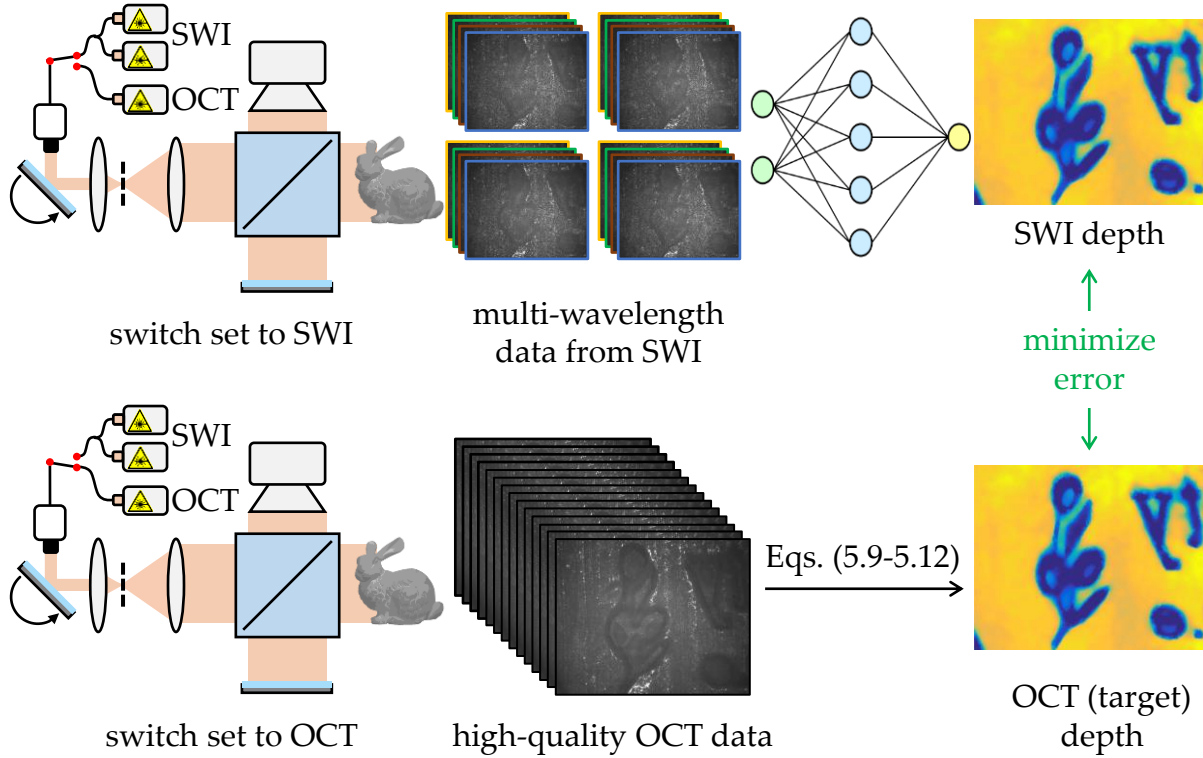 SWI
OCT
switch set to SWI
multi-wavelength
data from SWI
SWI depth
minimize
error
SWI
OCT
switch set to OCT
high-quality OCT data
Eqs. (5.9-5.12)
OCT (target)
depth